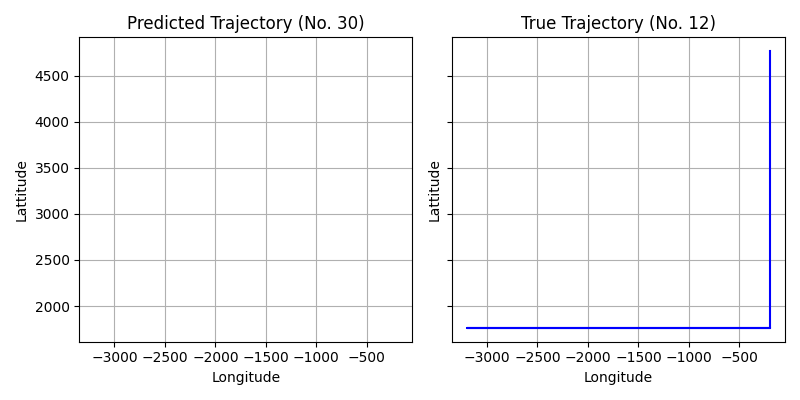 Predicted Trajectory (No. 30)
True Trajectory (No. 12)
Lattitude
4500
4000
3500
3000
2500
2000
−3000 −2500 −2000 −1500 −1000 −500
Longitude
Lattitude
−3000 −2500 −2000 −1500 −1000 −500
Longitude